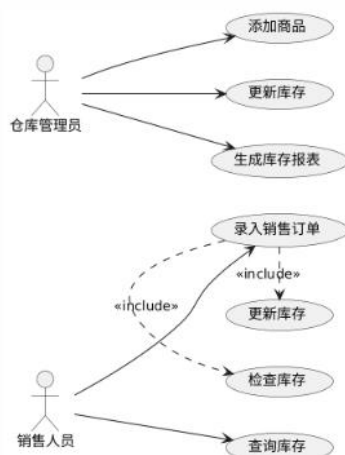 添加商品
更新库存
仓库管理员
生成库存报表
录入销售订单
«include»
«include»
更新库存
检查库存
销售人员
查询库存